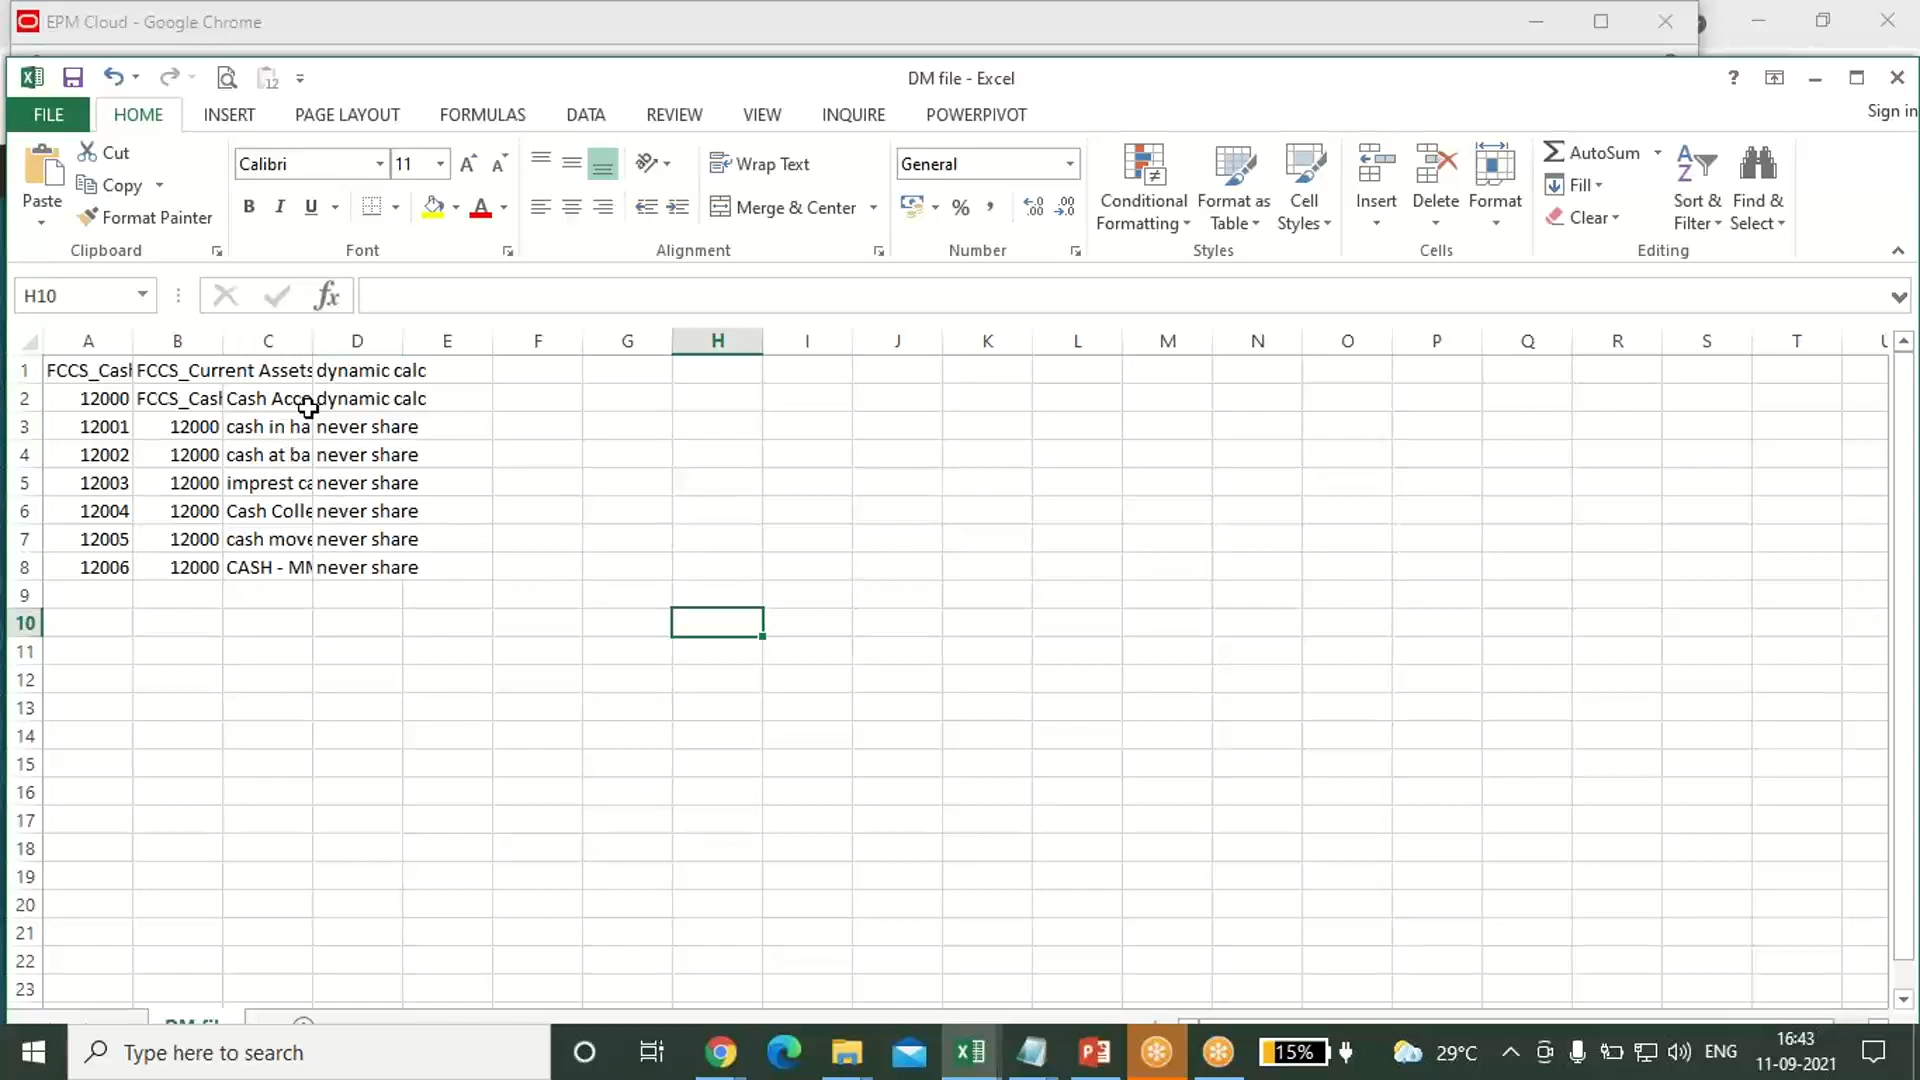 EPM Cloud - Google Chrome
DM file - Excel
Sign in
FILE HOME INSERT PAGE LAYOUT FORMULAS DATA REVIEW VIEW INQUIRE POWERPIVOT
Cut
Copy
Format Painter
Paste
Clipboard
Calibri 11
B I U
Font
Wrap Text
Merge & Center
Alignment
General
%
Number
Conditional Formatting
Format as Table
Cell Styles
Styles
Insert Delete Format
Cells
AutoSum
Fill
Clear
Sort & Filter
Find & Select
Editing
H10
fx
A B C D E F G H I J K L M N O P Q R S T
1 FCCS_Cash FCCS_Current Assets dynamic calc
2 12000 FCCS_Cash Cash Acco dynamic calc
3 12001 12000 cash in ha never share
4 12002 12000 cash at ba never share
5 12003 12000 imprest ca never share
6 12004 12000 Cash Colle never share
7 12005 12000 cash move never share
8 12006 12000 CASH - MM never share
9
10
11
12
13
14
15
16
17
18
19
20
21
22
23
Type here to search
15%
29°C
ENG
16:43
11-09-2021